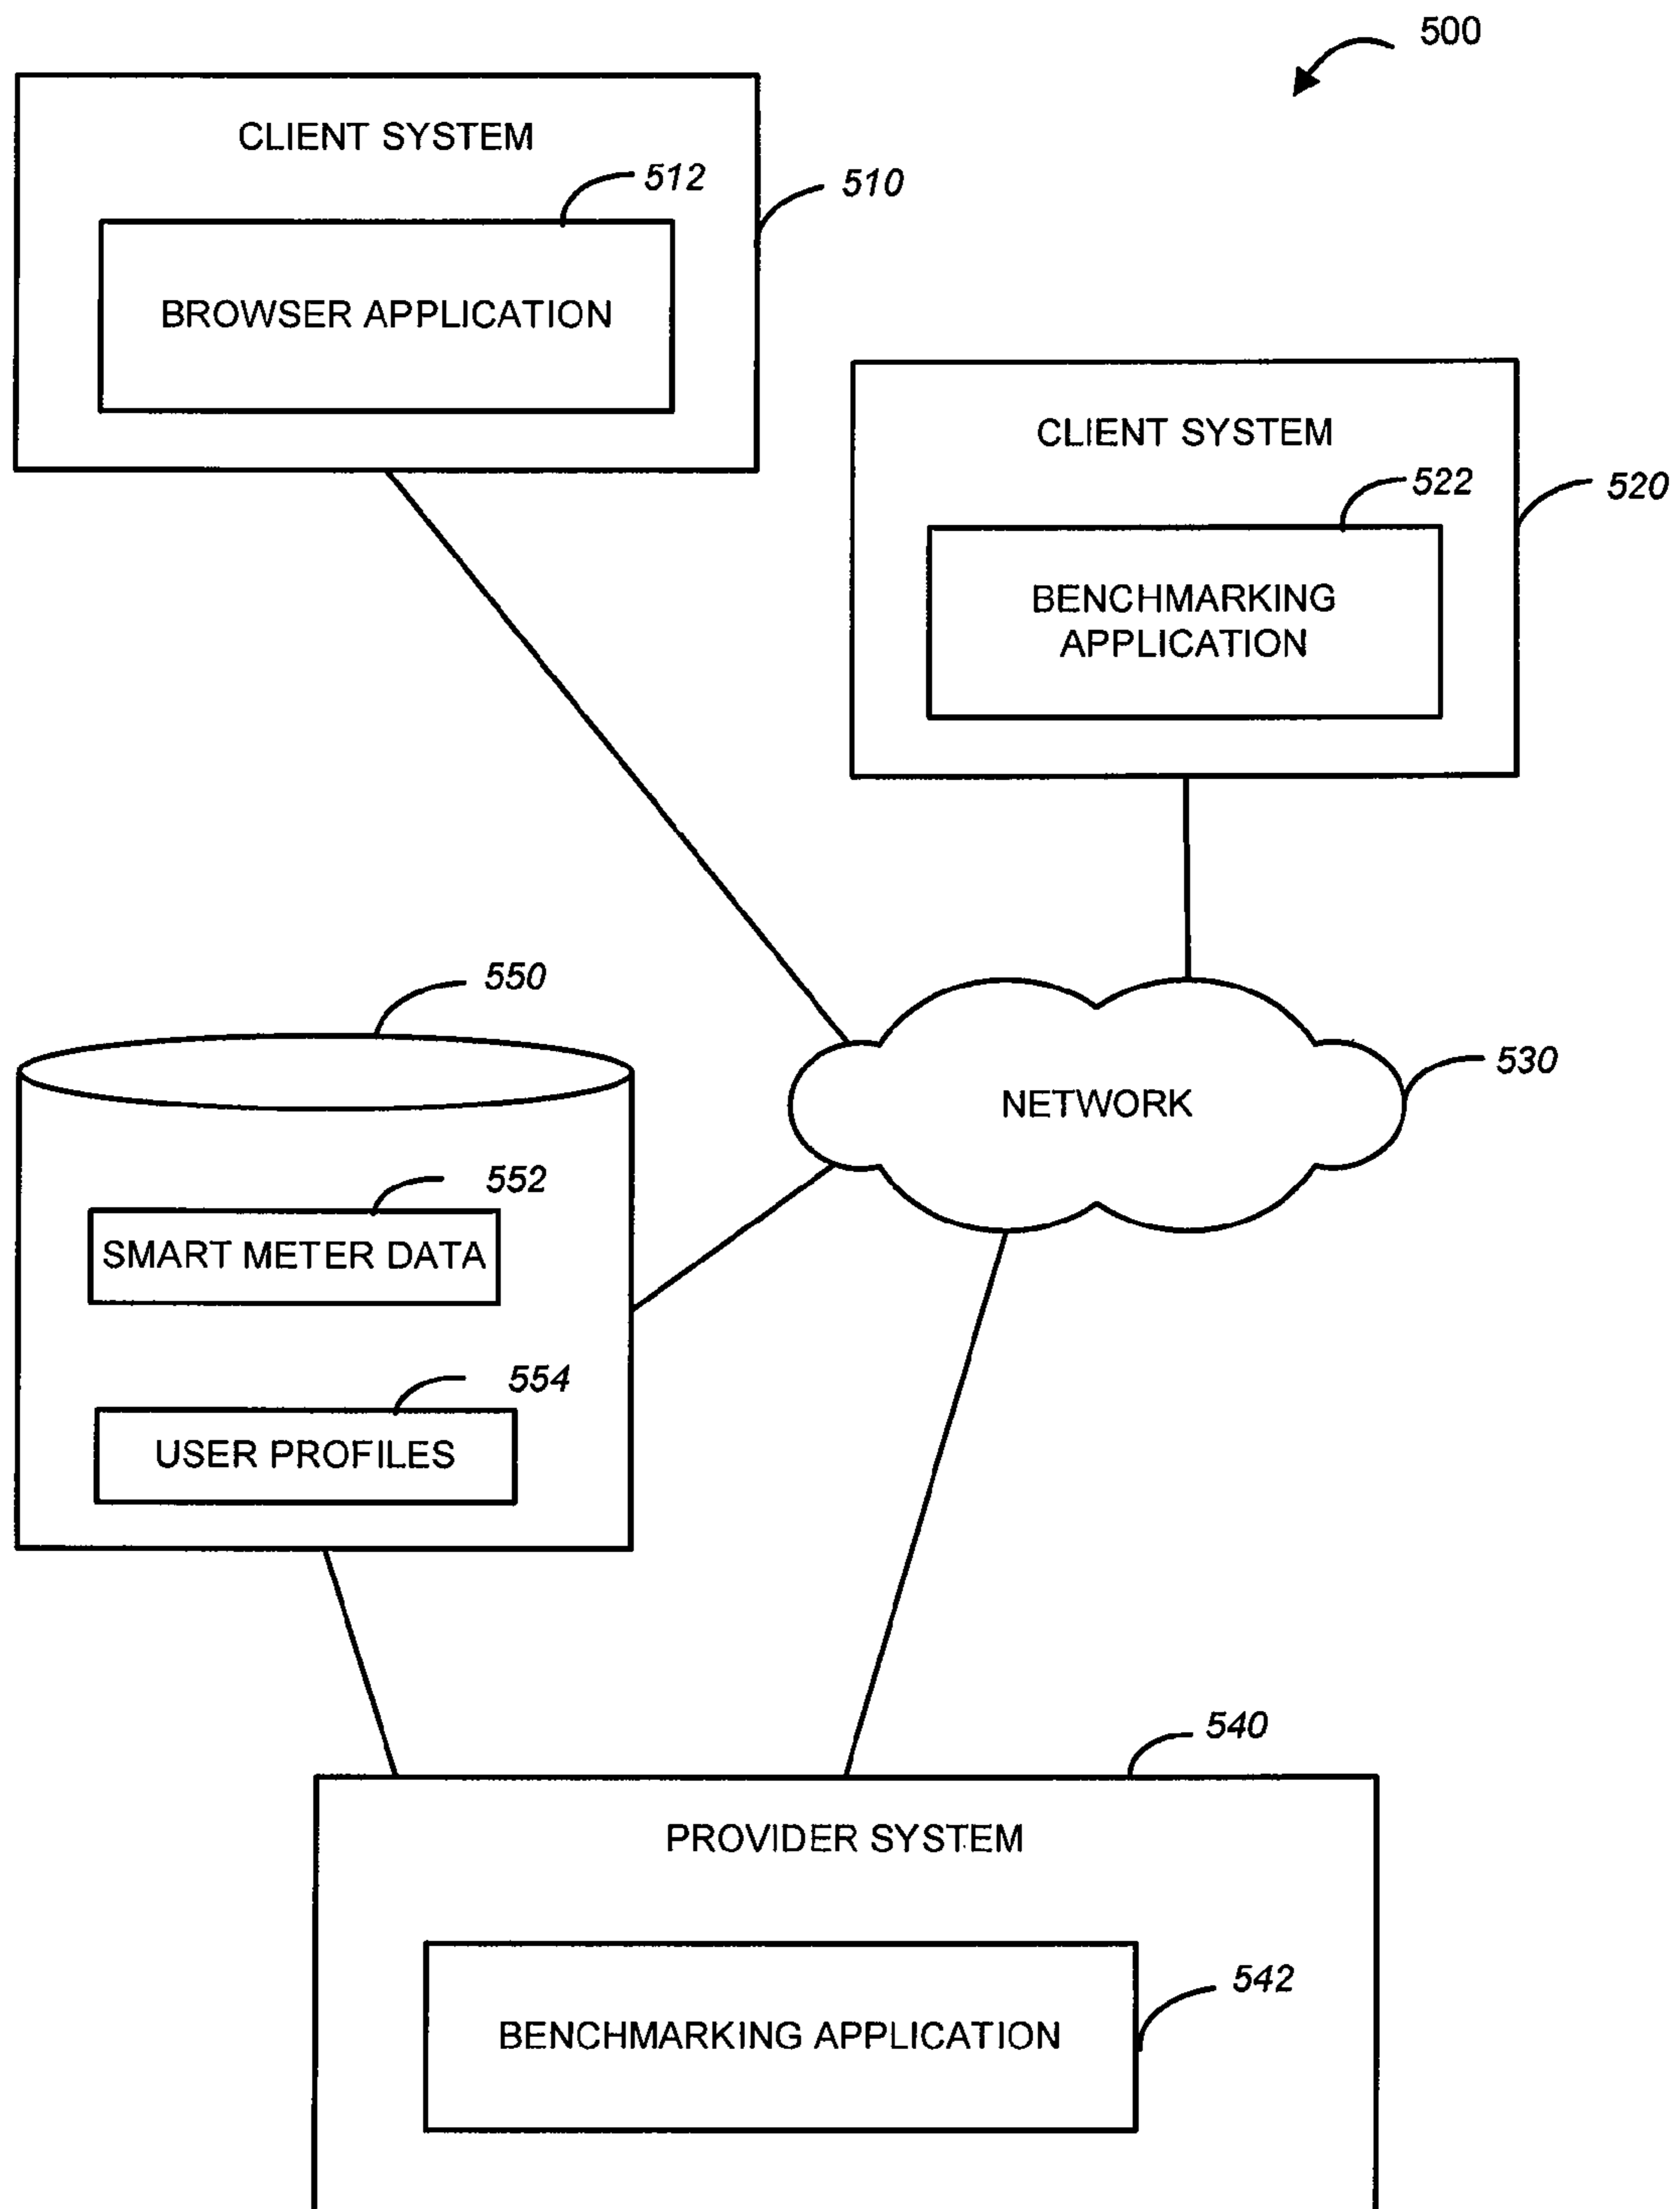 500
CLIENT SYSTEM
512
510
BROWSER APPLICATION
CLIENT SYSTEM
522
520
BENCHMARKING
APPLICATION
550
530
NETWORK
552
SMART METER DATA
554
USER PROFILES
540
PROVIDER SYSTEM
542
BENCHMARKING APPLICATION